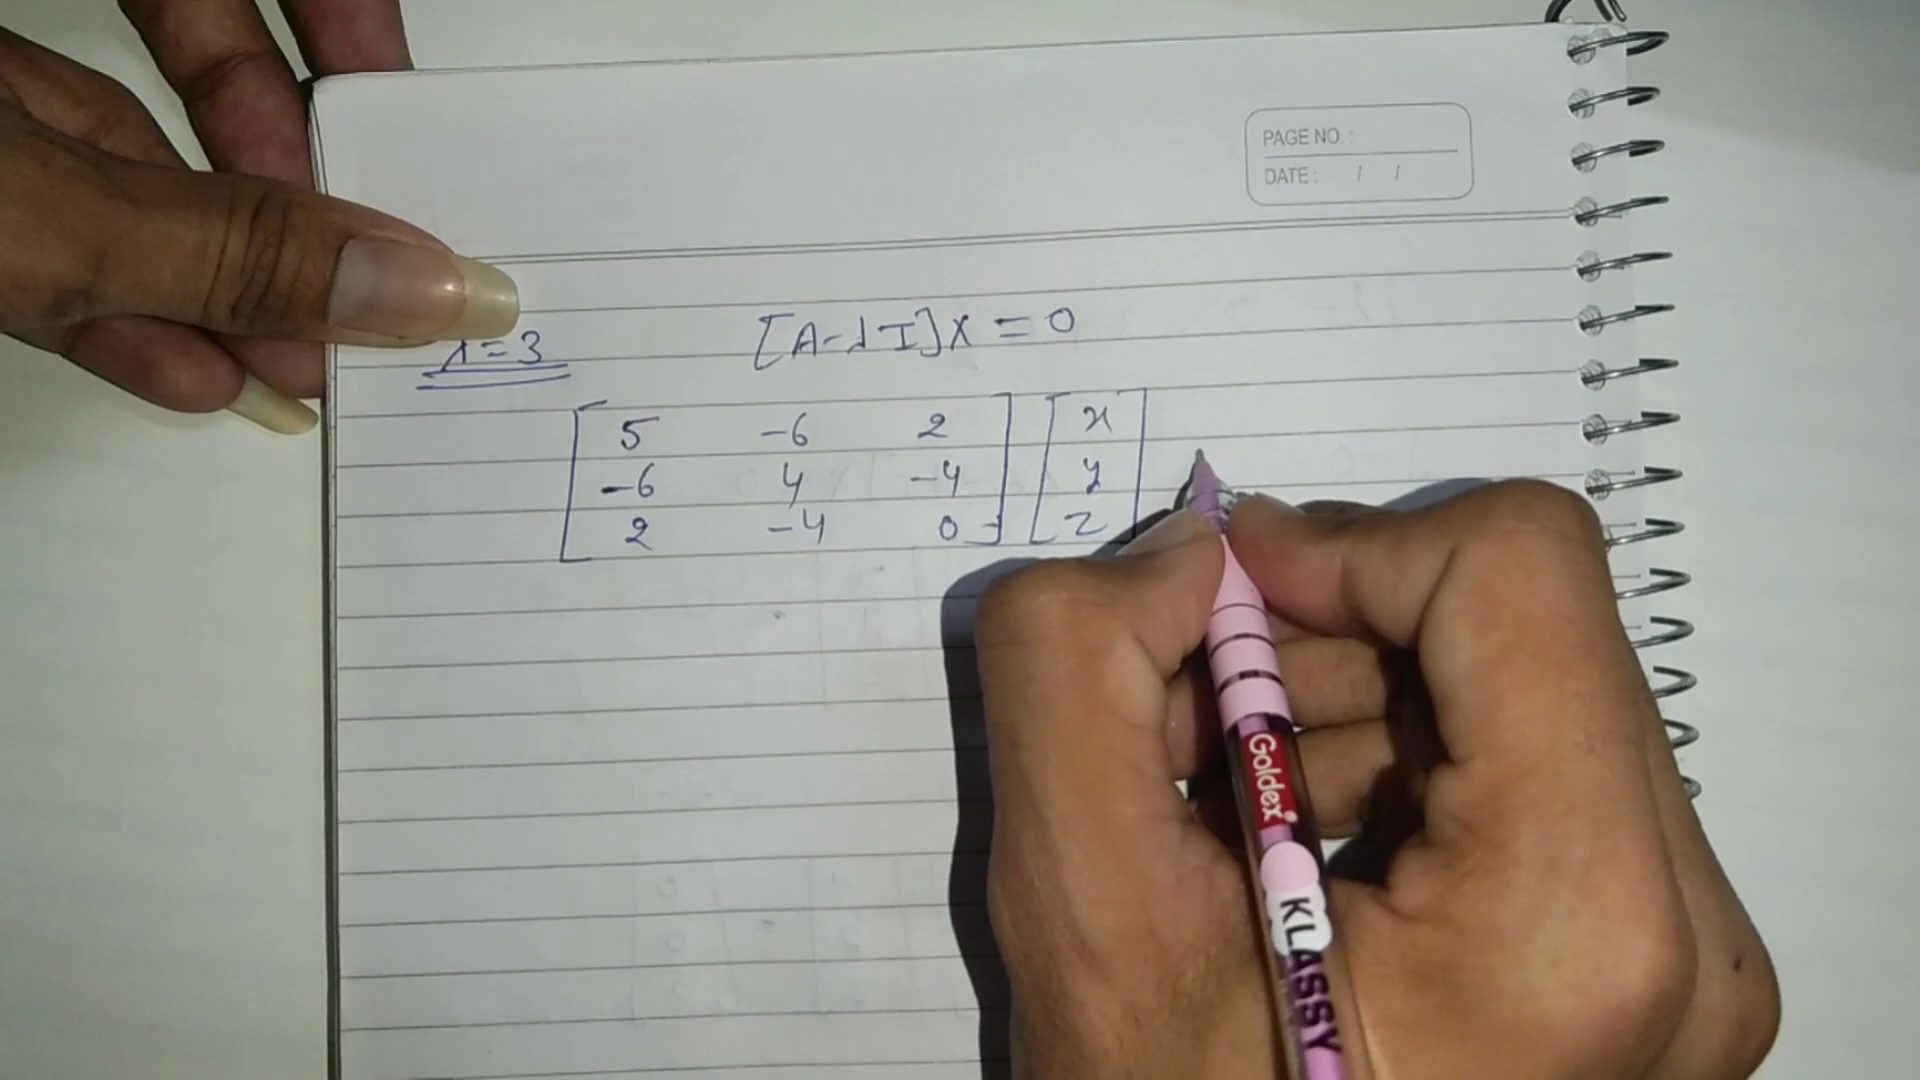 PAGE NO. :
DATE : / /
λ=3
[A-λI]X=0
5 -6 2 x
-6 4 -4 y
2 -4 0 z
Goldex
KLASSY